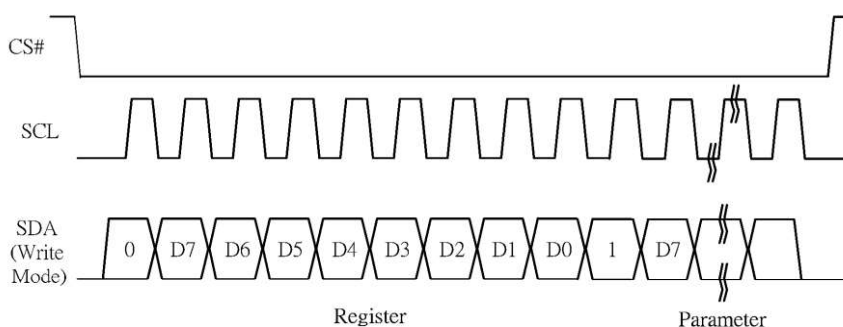 CS#
SCL
SDA
(Write
Mode)
0 D7 D6 D5 D4 D3 D2 D1 D0 1 D7
Register Parameter